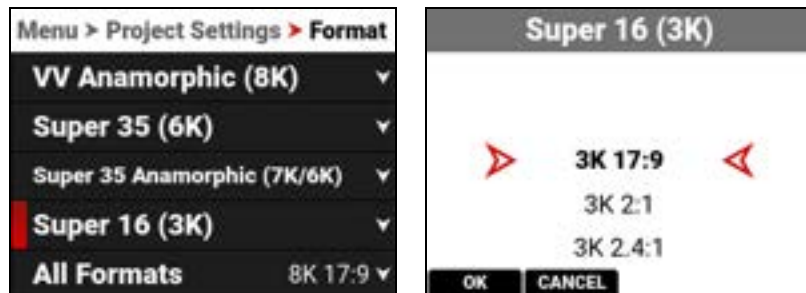 Menu > Project Settings > Format
VV Anamorphic (8K)
Super 35 (6K)
Super 35 Anamorphic (7K/6K)
Super 16 (3K)
All Formats 8K 17:9
Super 16 (3K)
3K 17:9
3K 2:1
3K 2.4:1
OK CANCEL